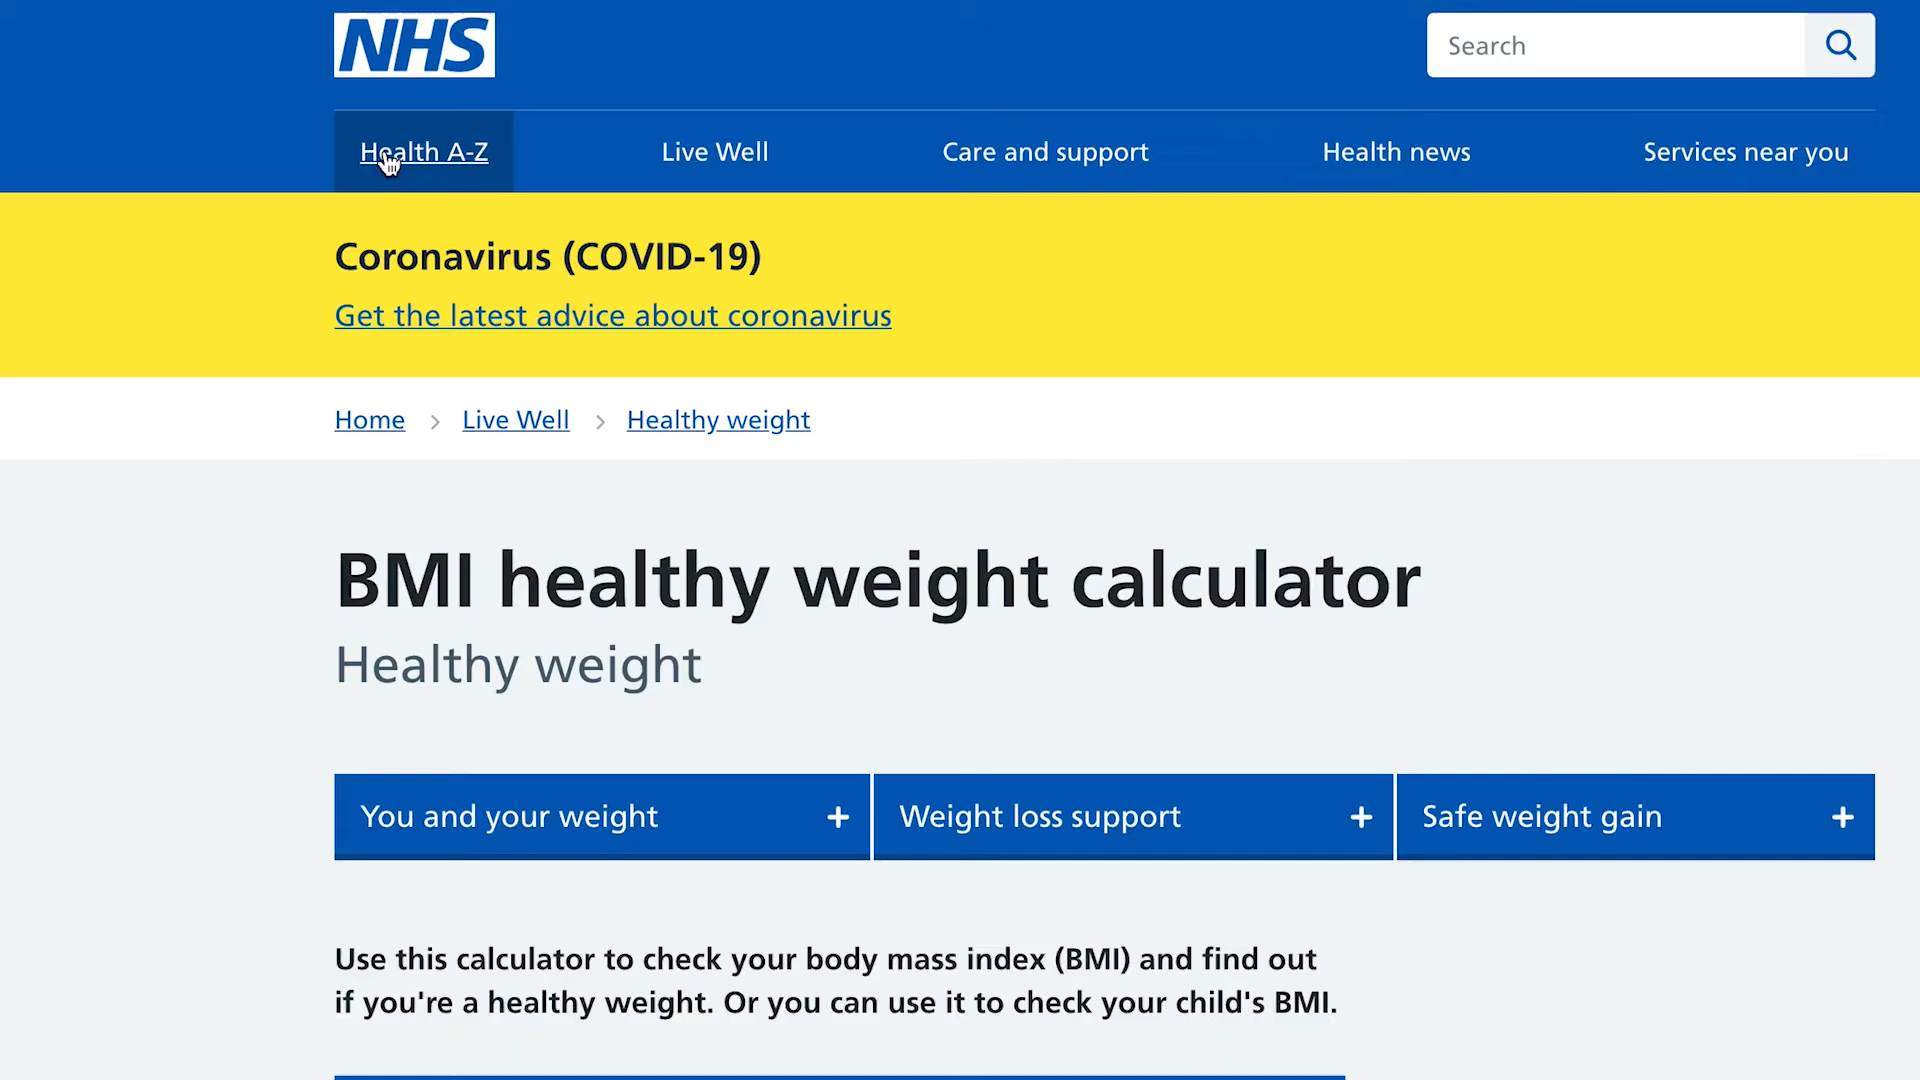 NHS
Search
Health A-Z
Live Well
Care and support
Health news
Services near you
Coronavirus (COVID-19)
Get the latest advice about coronavirus
Home
Live Well
Healthy weight
BMI healthy weight calculator
Healthy weight
You and your weight
Weight loss support
Safe weight gain
Use this calculator to check your body mass index (BMI) and find out
if you're a healthy weight. Or you can use it to check your child's BMI.